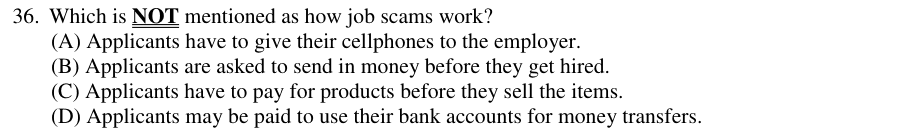 36. Which is NOT mentioned as how job scams work?
(A) Applicants have to give their cellphones to the employer.
(B) Applicants are asked to send in money before they get hired.
(C) Applicants have to pay for products before they sell the items.
(D) Applicants may be paid to use their bank accounts for money transfers.